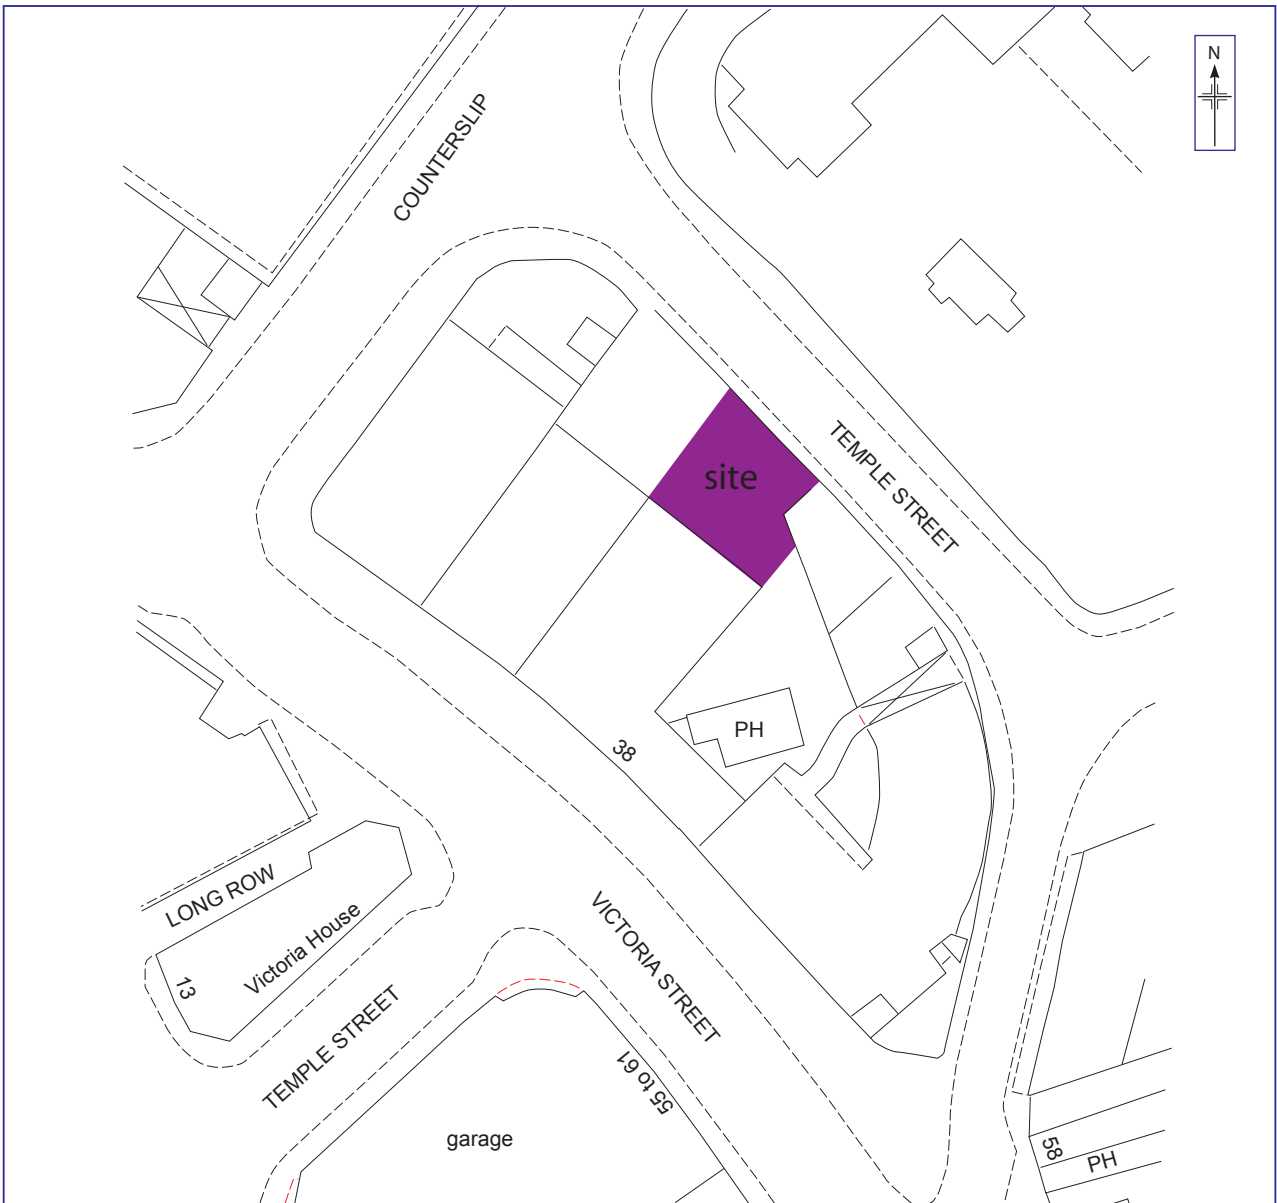 N
COUNTERSLIP
TEMPLE STREET
site
PH
38
LONG ROW
Victoria House
13
VICTORIA STREET
TEMPLE STREET
55 to 61
garage
58
PH